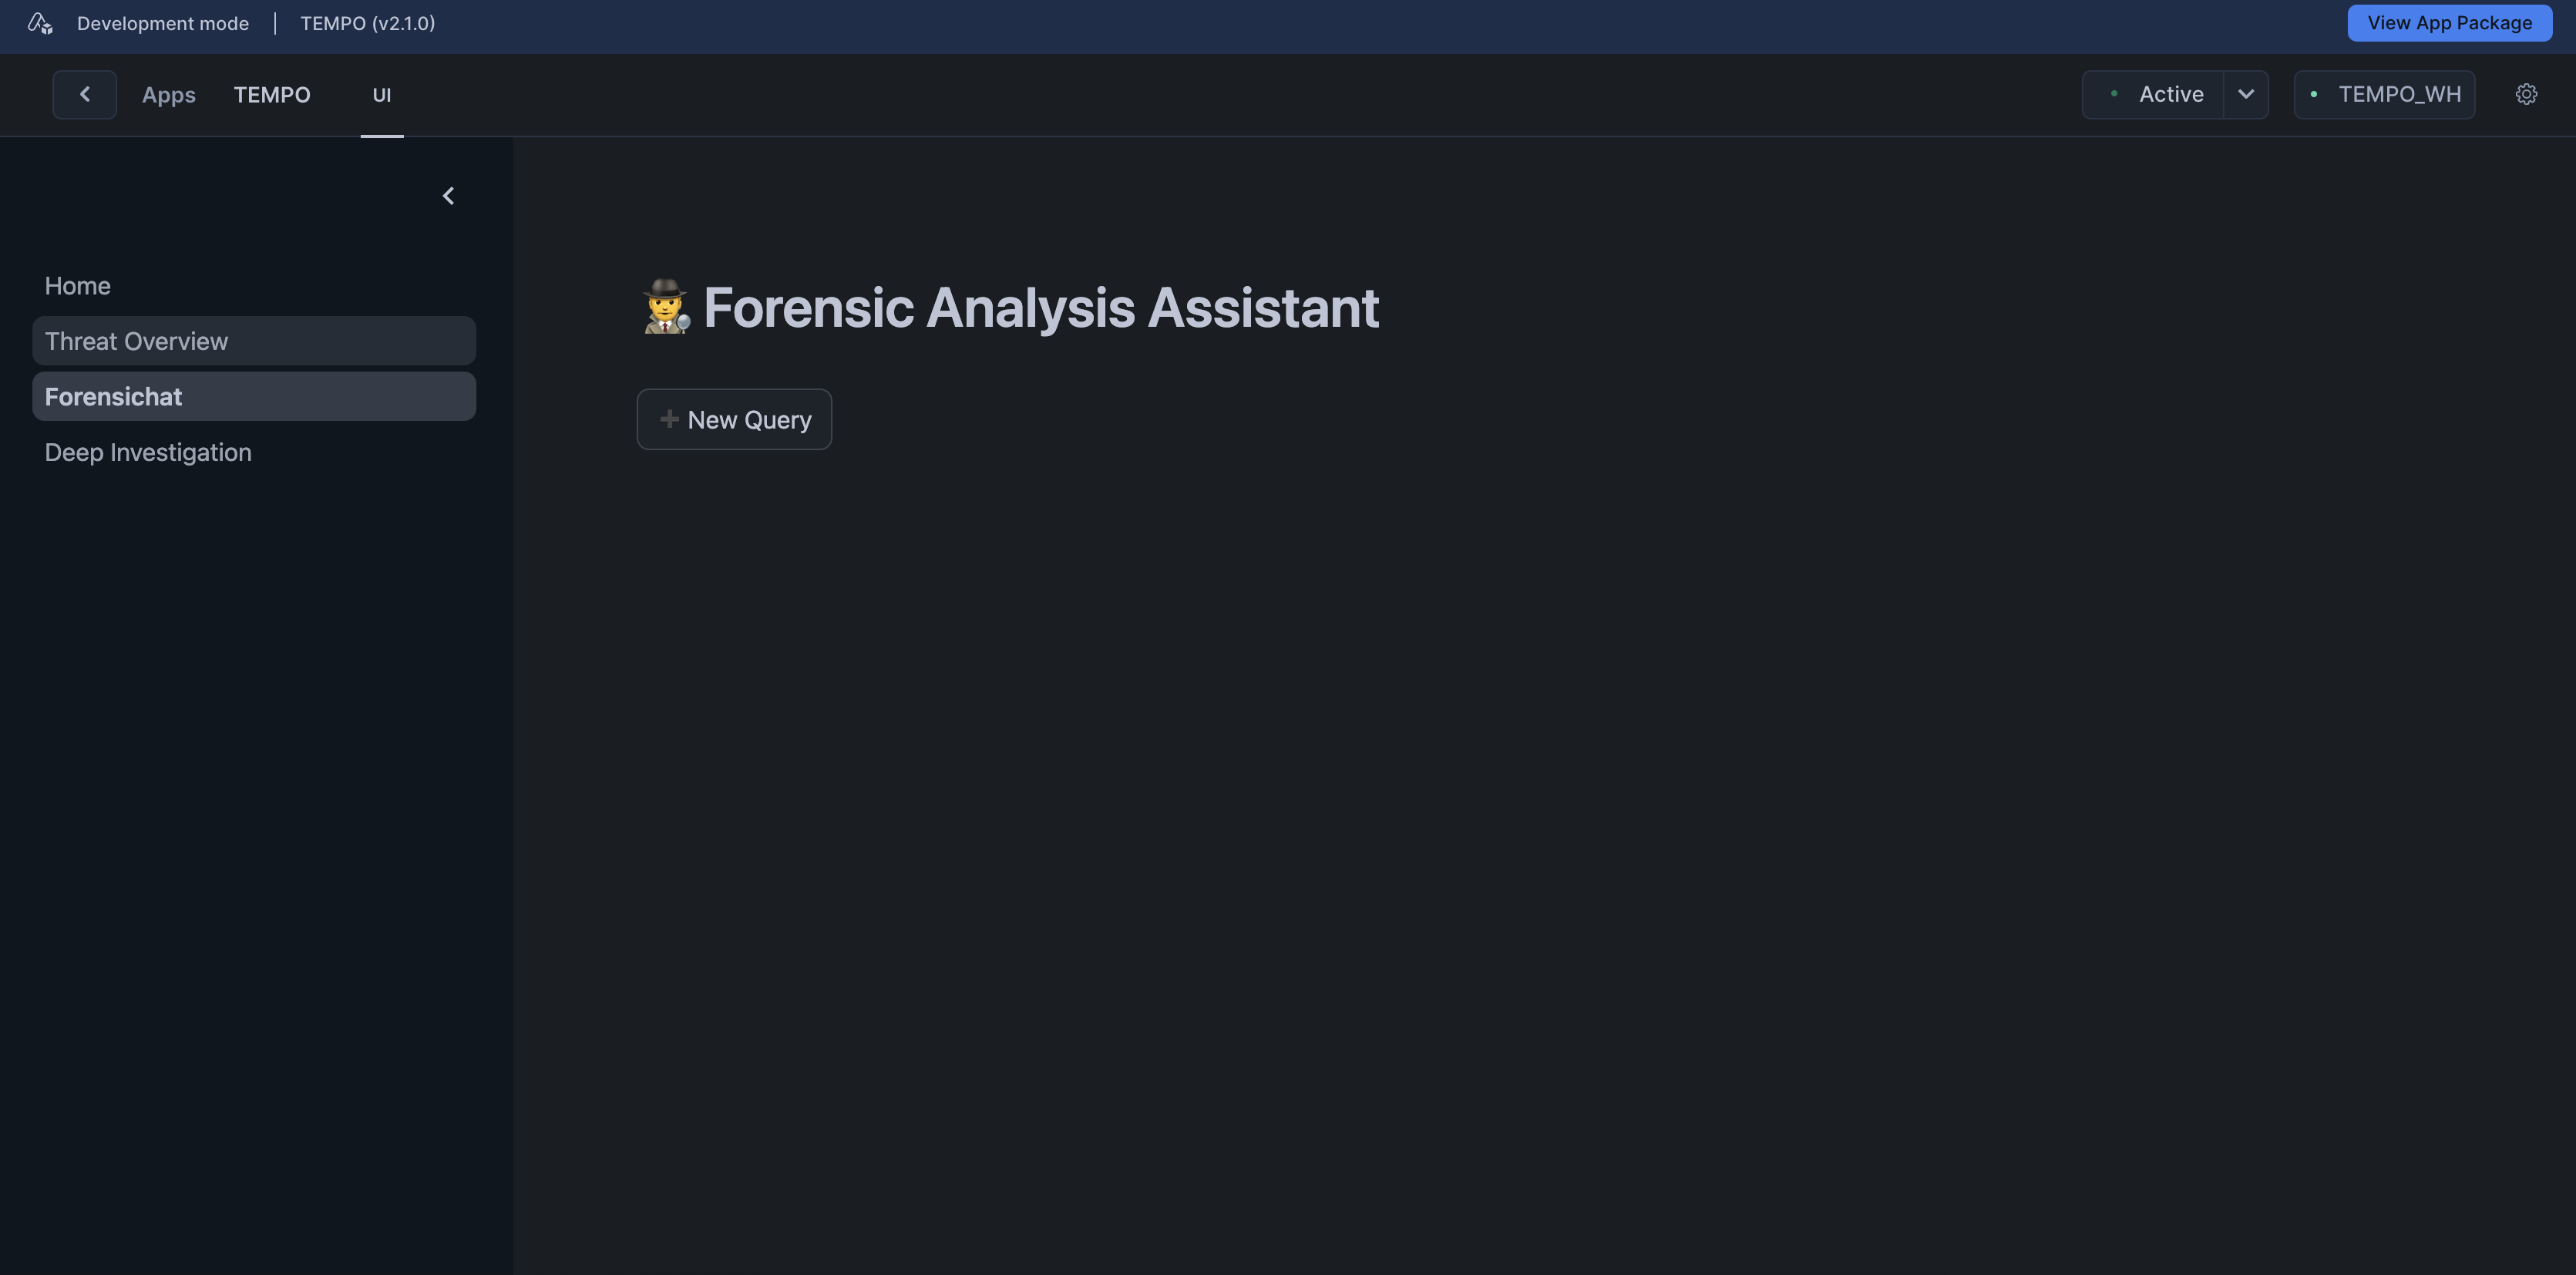 Development mode | TEMPO (v2.1.0) View App Package
Apps TEMPO UI Active TEMPO_WH
Home
Threat Overview
Forensichat
Deep Investigation
Forensic Analysis Assistant
New Query